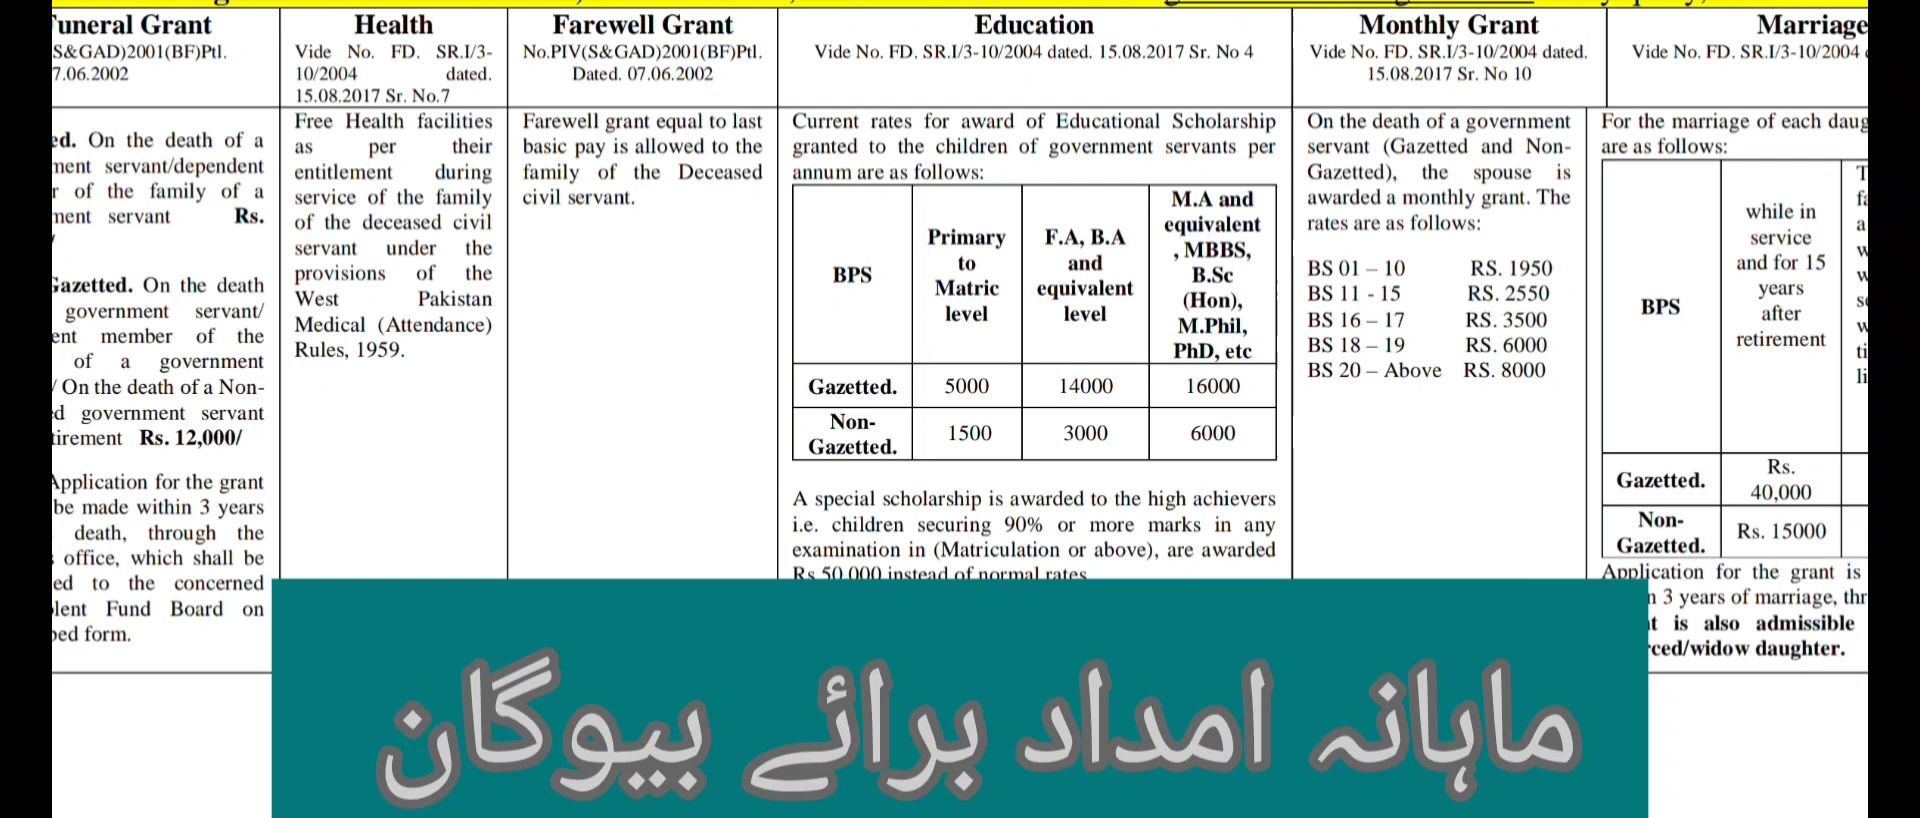 Funeral Grant
S&GAD)2001(BF)Ptl.
7.06.2002
On the death of a
servant/dependent
of the family of a
servant Rs.
On the death
government servant/
member of the
of a government
/ On the death of a Non-
government servant
Rs. 12,000/
Application for the grant
be made within 3 years
death, through the
office, which shall be
to the concerned
Fund Board on
form.
Health
Vide No. FD. SR.I/3-
10/2004 dated.
15.08.2017 Sr. No.7
Free Health facilities
as per their
entitlement during
service of the family
of the deceased civil
servant under the
provisions of the
West Pakistan
Medical (Attendance)
Rules, 1959.
Farewell Grant
No.PIV(S&GAD)2001(BF)Ptl.
Dated. 07.06.2002
Farewell grant equal to last
basic pay is allowed to the
family of the Deceased
civil servant.
Education
Vide No. FD. SR.I/3-10/2004 dated. 15.08.2017 Sr. No 4
Current rates for award of Educational Scholarship
granted to the children of government servants per
annum are as follows:
BPS
Primary
to
Matric
level
F.A, B.A
and
equivalent
level
M.A and
equivalent
, MBBS,
B.Sc
(Hon),
M.Phil,
PhD, etc
Gazetted. 5000 14000 16000
Non-
Gazetted. 1500 3000 6000
A special scholarship is awarded to the high achievers
i.e. children securing 90% or more marks in any
examination in (Matriculation or above), are awarded
Rs 50,000 instead of normal rates
Monthly Grant
Vide No. FD. SR.I/3-10/2004 dated.
15.08.2017 Sr. No 10
On the death of a government
servant (Gazetted and Non-
Gazetted), the spouse is
awarded a monthly grant. The
rates are as follows:
BS 01 – 10 RS. 1950
BS 11 - 15 RS. 2550
BS 16 – 17 RS. 3500
BS 18 – 19 RS. 6000
BS 20 – Above RS. 8000
Marriage
Vide No. FD. SR.I/3-10/2004
For the marriage of each
are as follows:
BPS
while in
service
and for 15
years
after
retirement
Gazetted. Rs.
40,000
Non-
Gazetted. Rs. 15000
Application for the grant is
3 years of marriage,
is also admissible
/widow daughter.
ماہانہ امداد برائے بیوگان